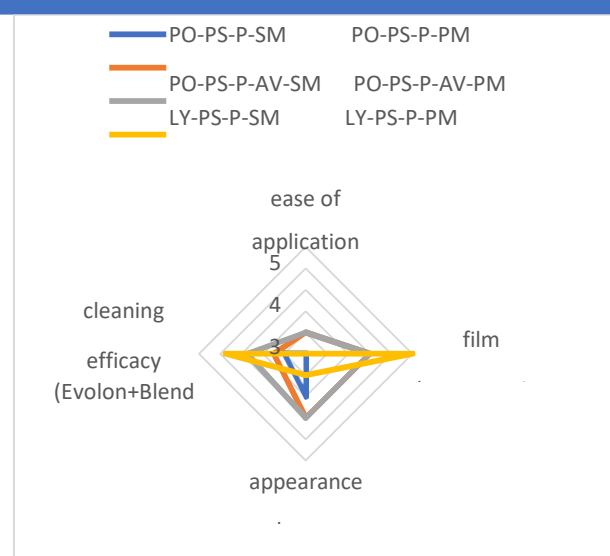 PO-PS-P-SM PO-PS-P-PM
PO-PS-P-AV-SM PO-PS-P-AV-PM
LY-PS-P-SM LY-PS-P-PM
ease of
application
5
4
3
cleaning
efficacy
(Evolon+Blend
film
appearance